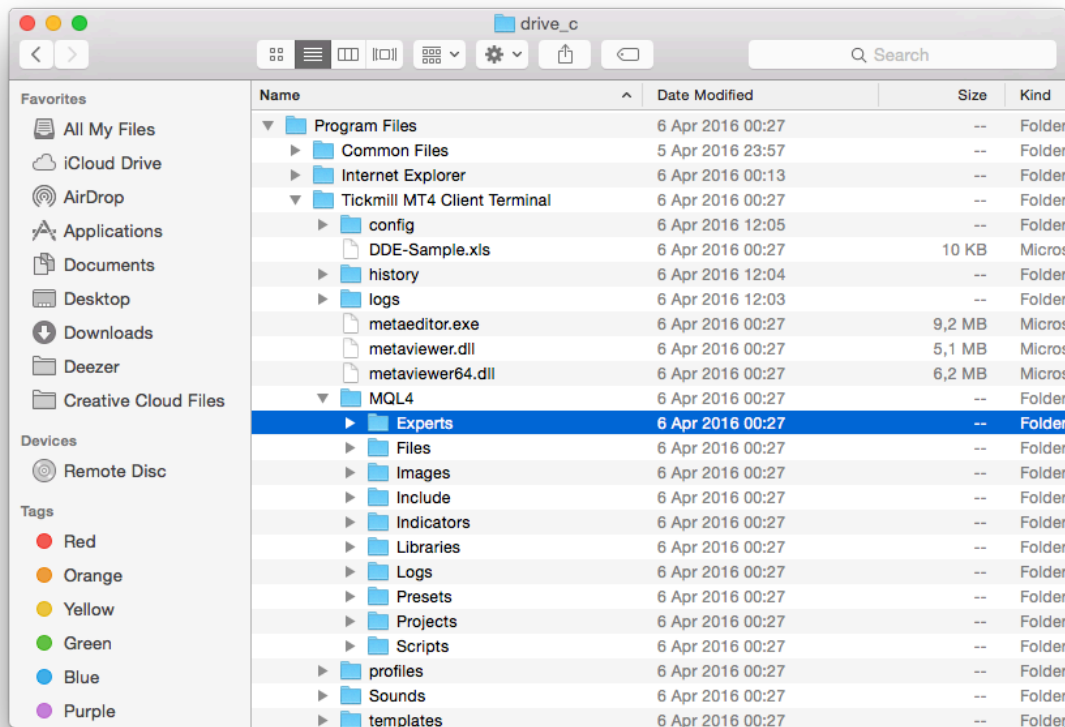 drive_c
Search
Favorites
All My Files
iCloud Drive
AirDrop
Applications
Documents
Desktop
Downloads
Deezer
Creative Cloud Files
Devices
Remote Disc
Tags
Red
Orange
Yellow
Green
Blue
Purple
Name Date Modified Size Kind
Program Files 6 Apr 2016 00:27 -- Folder
Common Files 5 Apr 2016 23:57 -- Folder
Internet Explorer 6 Apr 2016 00:13 -- Folder
Tickmill MT4 Client Terminal 6 Apr 2016 00:27 -- Folder
config 6 Apr 2016 12:05 -- Folder
DDE-Sample.xls 6 Apr 2016 00:27 10 KB Micros
history 6 Apr 2016 12:04 -- Folder
logs 6 Apr 2016 12:03 -- Folder
metaeditor.exe 6 Apr 2016 00:27 9,2 MB Micros
metaviewer.dll 6 Apr 2016 00:27 5,1 MB Micros
metaviewer64.dll 6 Apr 2016 00:27 6,2 MB Micros
MQL4 6 Apr 2016 00:27 -- Folder
Experts 6 Apr 2016 00:27 -- Folder
Files 6 Apr 2016 00:27 -- Folder
Images 6 Apr 2016 00:27 -- Folder
Include 6 Apr 2016 00:27 -- Folder
Indicators 6 Apr 2016 00:27 -- Folder
Libraries 6 Apr 2016 00:27 -- Folder
Logs 6 Apr 2016 00:27 -- Folder
Presets 6 Apr 2016 00:27 -- Folder
Projects 6 Apr 2016 00:27 -- Folder
Scripts 6 Apr 2016 00:27 -- Folder
profiles 6 Apr 2016 00:27 -- Folder
Sounds 6 Apr 2016 00:27 -- Folder
templates 6 Apr 2016 00:27 -- Folder